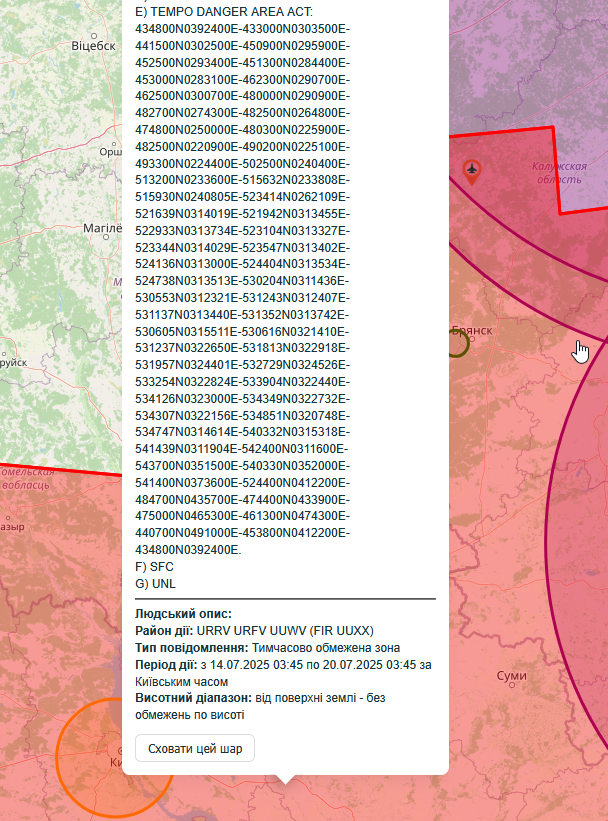 E) TEMPO DANGER AREA ACT:
434800N0392400E-433000N0303500E-
441500N0302500E-450900N0295900E-
452500N0293400E-451300N0284400E-
453000N0283100E-462300N0290700E-
462500N0300700E-480000N0290900E-
482700N0274300E-482500N0264800E-
474800N0250000E-480300N0225900E-
482500N0220900E-490200N0225100E-
493300N0224400E-502500N0240400E-
513200N0233600E-515632N0233808E-
515930N0240805E-523414N0262109E-
521639N0314019E-521942N0313455E-
522933N0313734E-523104N0313327E-
523344N0314029E-523547N0313402E-
524136N0313000E-524404N0313534E-
524738N0313513E-530204N0311436E-
530553N0312321E-531243N0312407E-
531137N0313440E-531352N0313742E-
530605N0315511E-530616N0321410E-
531237N0322650E-531813N0322918E-
531957N0324401E-532729N0324526E-
533254N0322824E-533904N0322440E-
534126N0323000E-534349N0322732E-
534307N0322156E-534851N0320748E-
534747N0314614E-540332N0315318E-
541439N0311904E-542400N0311600E-
543700N0351500E-540330N0352000E-
541400N0373600E-524400N0412200E-
484700N0435700E-474400N0433900E-
475000N0465300E-461300N0474300E-
440700N0491000E-453800N0412200E-
434800N0392400E.
F) SFC
G) UNL
Людський опис:
Район дії: URRV URFV UUWV (FIR UUXX)
Тип повідомлення: Тимчасово обмежена зона
Період дії: з 14.07.2025 03:45 по 20.07.2025 03:45 за
Київським часом
Висотний діапазон: від поверхні землі - без
обмежень по висоті
Сховати цей шар
Віцебск
Орш
Магілё
М
руйск
омельская
вобласць
азыр
Ки
Калужская
область
Брянск
Суми